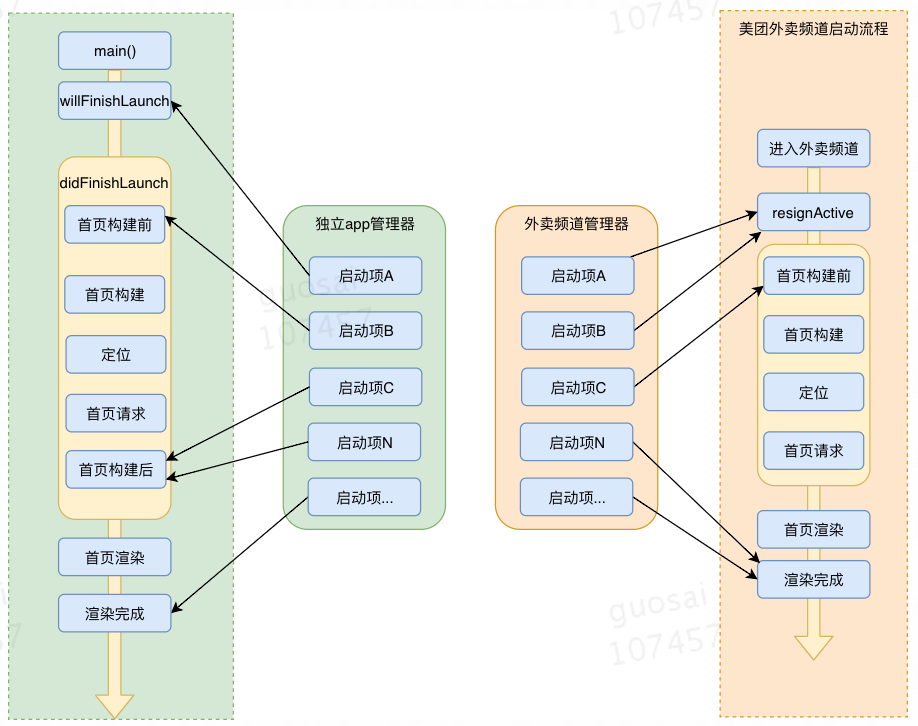 main()
willFinishLaunch
didFinishLaunch
首页构建前
首页构建
定位
首页请求
首页构建后
首页渲染
渲染完成
独立app管理器
启动项A
启动项B
启动项C
启动项N
启动项...
外卖频道管理器
启动项A
启动项B
启动项C
启动项N
启动项...
美团外卖频道启动流程
进入外卖频道
resignActive
首页构建前
首页构建
定位
首页请求
首页渲染
渲染完成
107457
guosai
107457
guosai
107457